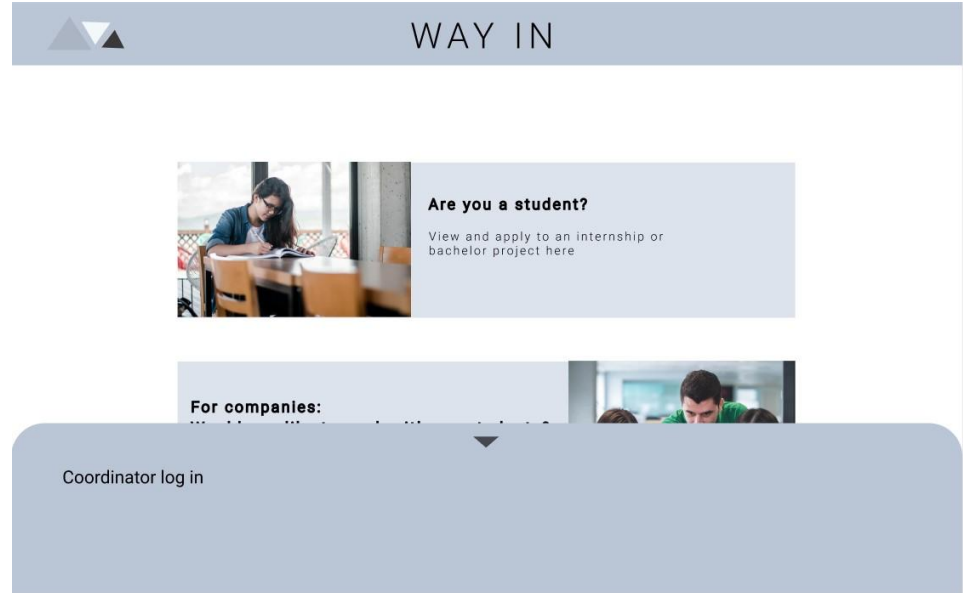 WAY IN
Are you a student?
View and apply to an internship or
bachelor project here
For companies:
Coordinator log in